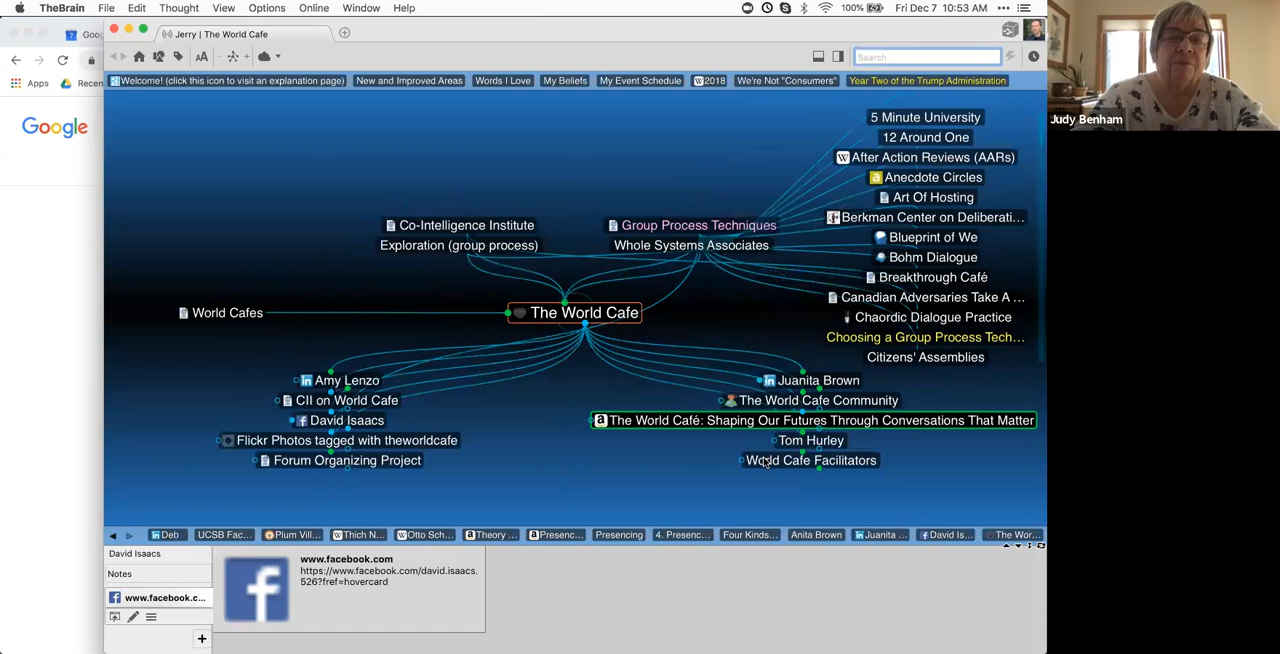 TheBrain File Edit Thought View Options Online Window Help
100% Fri Dec 7 10:53 AM
7 Goo
Jerry | The World Cafe
AA
Search
Apps Recen
Welcome! (click this icon to visit an explanation page) New and Improved Areas Words I Love My Beliefs My Event Schedule 2018 We're Not "Consumers" Year Two of the Trump Administration
Google
Judy Benham
5 Minute University
12 Around One
After Action Reviews (AARs)
Anecdote Circles
Art Of Hosting
Berkman Center on Deliberati...
Blueprint of We
Bohm Dialogue
Breakthrough Café
Canadian Adversaries Take A ...
Chaordic Dialogue Practice
Choosing a Group Process Tech...
Citizens' Assemblies
Co-Intelligence Institute
Exploration (group process)
Group Process Techniques
Whole Systems Associates
World Cafes
The World Cafe
Amy Lenzo
CII on World Cafe
David Isaacs
Flickr Photos tagged with theworldcafe
Forum Organizing Project
Juanita Brown
The World Cafe Community
The World Café: Shaping Our Futures Through Conversations That Matter
Tom Hurley
World Cafe Facilitators
Deb UCSB Fac... Plum Vill... Thich N... Otto Sch... Theory ... Presenc... Presencing 4. Presenc... Four Kinds... Anita Brown Juanita ... David Is... The Wor...
David Isaacs
Notes
www.facebook.c...
www.facebook.com
https://www.facebook.com/david.isaacs.
526?fref=hovercard